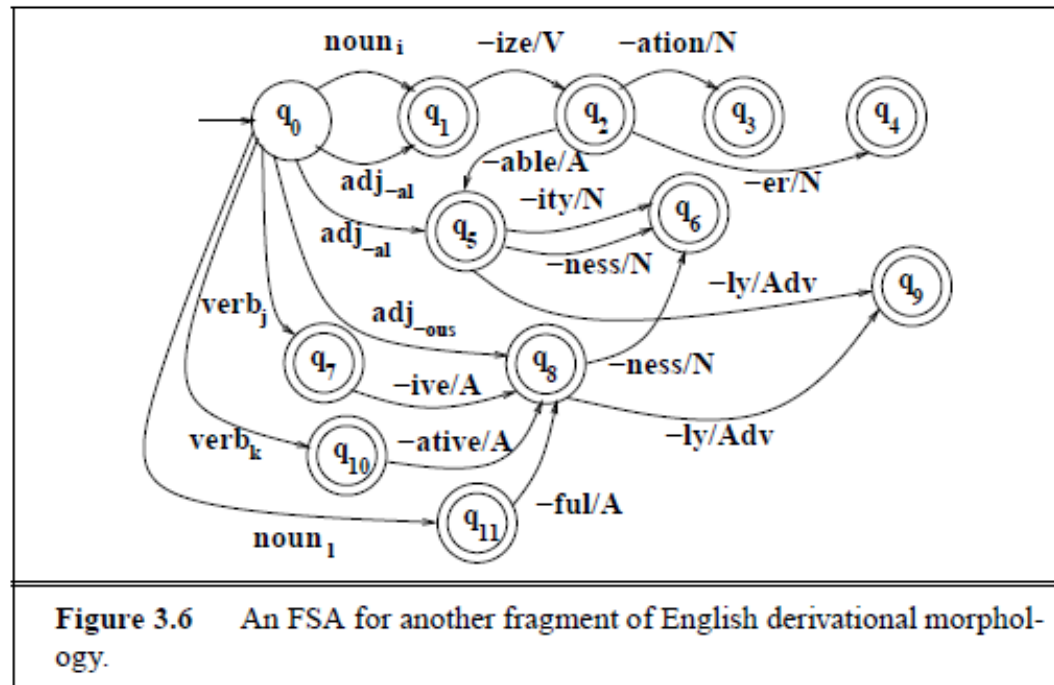 noun_i
–ize/V
–ation/N
q_0
q_1
q_2
q_3
q_4
adj_–al
–able/A
–er/N
adj_–al
q_5
–ity/N
q_6
–ness/N
verb_j
adj_–ous
–ly/Adv
q_9
q_7
–ive/A
q_8
–ness/N
verb_k
q_10
–ative/A
–ly/Adv
noun_l
q_11
–ful/A
Figure 3.6 An FSA for another fragment of English derivational morphol-
ogy.